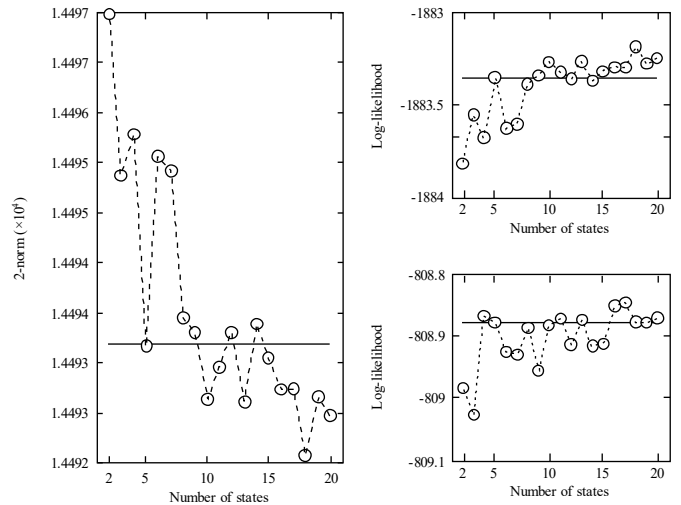 1.4497
1.4496
1.4496
1.4495
1.4495
1.4494
1.4494
1.4493
1.4493
1.4492
2-norm (×10⁴)
2 5 10 15 20
Number of states
-1883
-1883.5
-1884
Log-likelihood
2 5 10 15 20
Number of states
-808.8
-808.9
-809
-809.1
Log-likelihood
2 5 10 15 20
Number of states